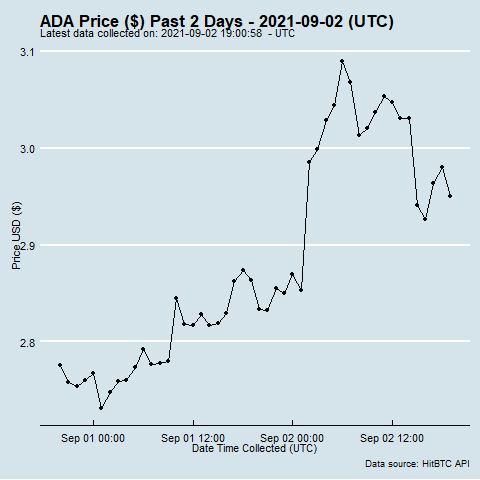 ADA Price ($) Past 2 Days - 2021-09-02 (UTC)
Latest data collected on: 2021-09-02 19:00:58 - UTC
3.1
3.0
2.9
2.8
Price USD ($)
Sep 01 00:00 Sep 01 12:00 Sep 02 00:00 Sep 02 12:00
Date Time Collected (UTC)
Data source: HitBTC API